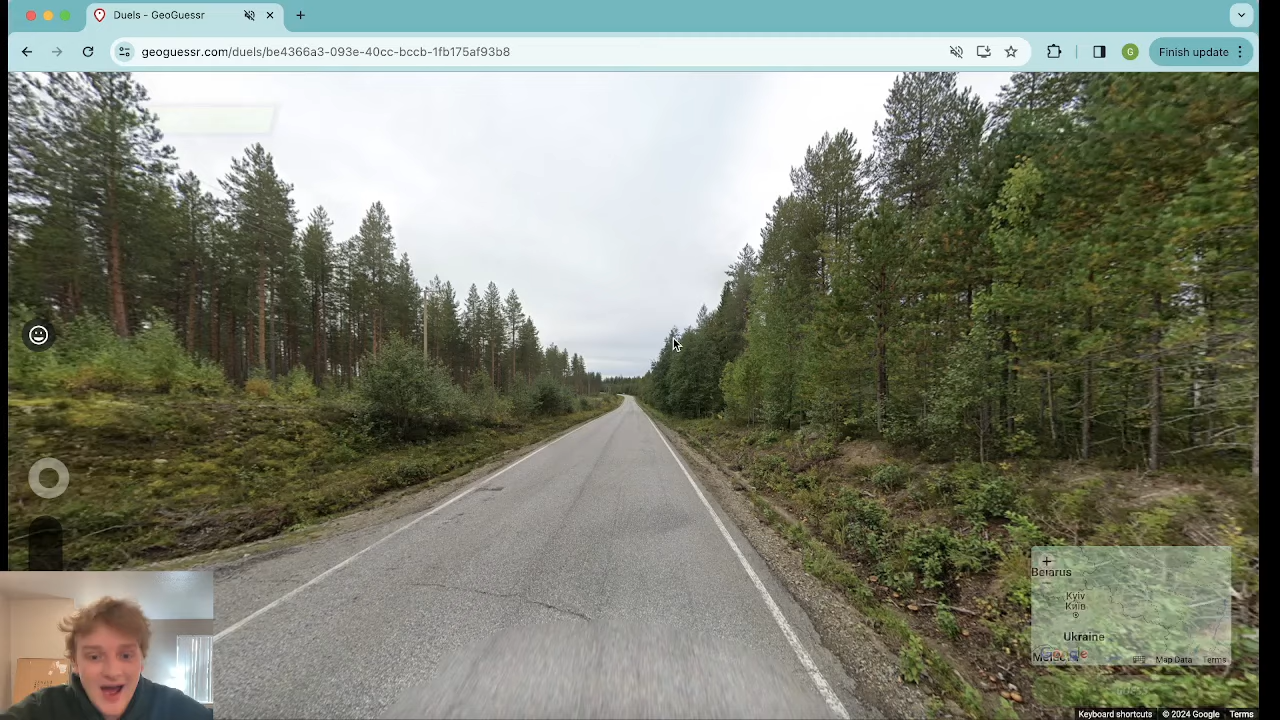 Duels - GeoGuessr
geoguessr.com/duels/be4366a3-093e-40cc-bccb-1fb175af93b8
G
Finish update
Belarus
Kyiv
Київ
Ukraine
Map Data
Terms
Keyboard shortcuts
© 2024 Google
Terms